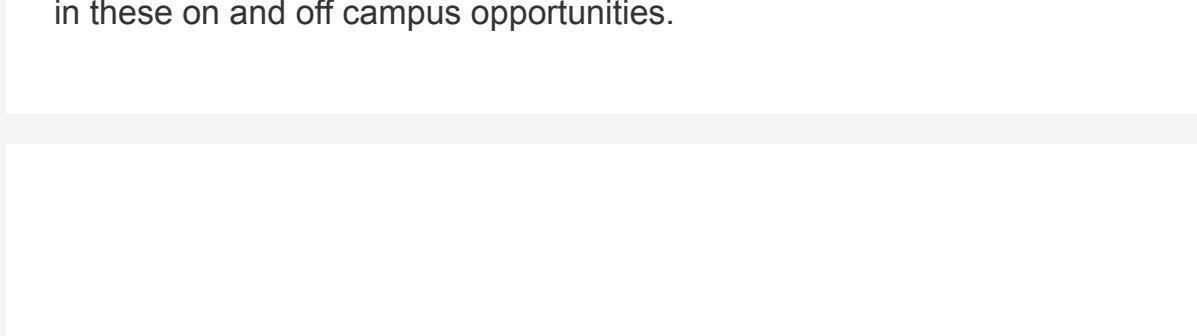 in these on and off campus opportunities.